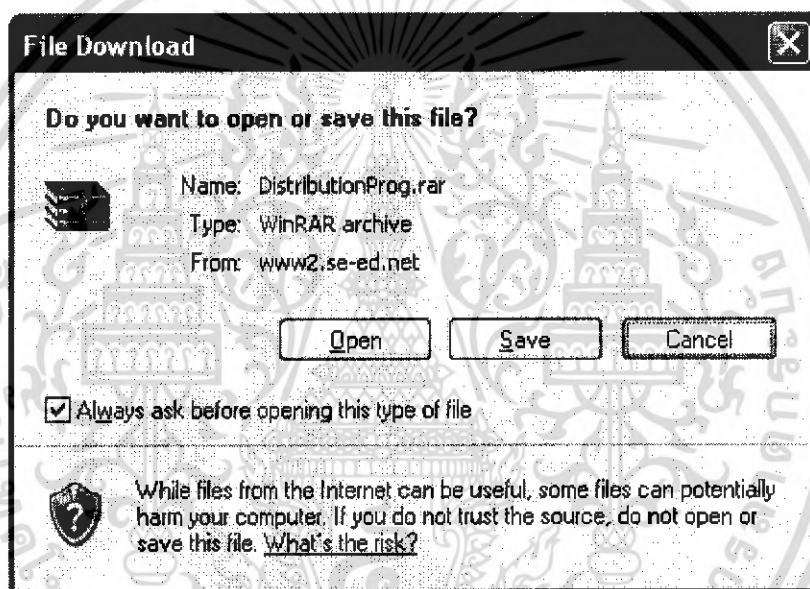 File Download
Do you want to open or save this file?
Name: DistributionProg.rar
Type: WinRAR archive
From: www2.se-ed.net
Open Save Cancel
Always ask before opening this type of file
While files from the Internet can be useful, some files can potentially
harm your computer. If you do not trust the source, do not open or
save this file. What's the risk?